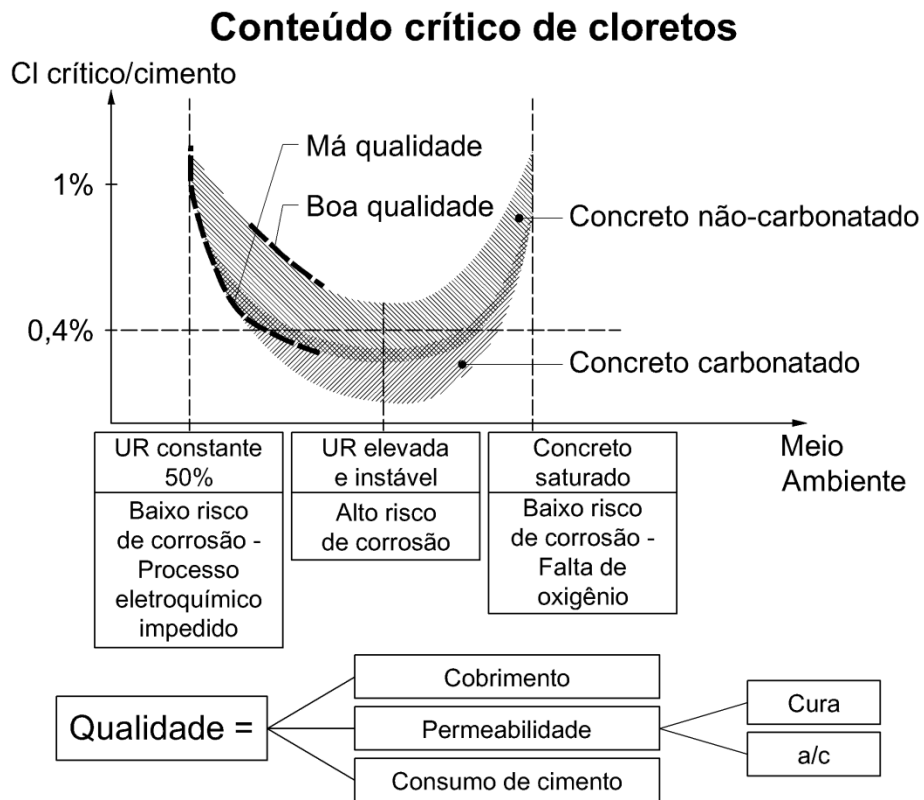 Conteúdo crítico de cloretos
Cl crítico/cimento
Má qualidade
1%
Boa qualidade
Concreto não-carbonatado
0,4%
Concreto carbonatado
UR constante
50%
Baixo risco
de corrosão -
Processo
eletroquímico
impedido
UR elevada
e instável
Alto risco
de corrosão
Concreto
saturado
Baixo risco
de corrosão -
Falta de
oxigênio
Meio
Ambiente
Qualidade =
Cobrimento
Permeabilidade
Consumo de cimento
Cura
a/c